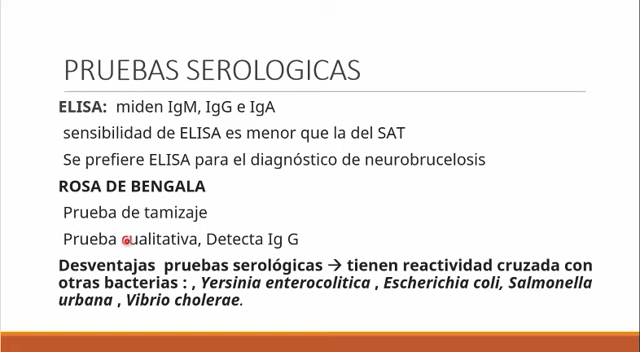 PRUEBAS SEROLOGICAS
ELISA: miden IgM, IgG e IgA
sensibilidad de ELISA es menor que la del SAT
Se prefiere ELISA para el diagnóstico de neurobrucelosis
ROSA DE BENGALA
Prueba de tamizaje
Prueba cualitativa, Detecta Ig G
Desventajas pruebas serológicas → tienen reactividad cruzada con
otras bacterias : , Yersinia enterocolitica , Escherichia coli, Salmonella
urbana , Vibrio cholerae.